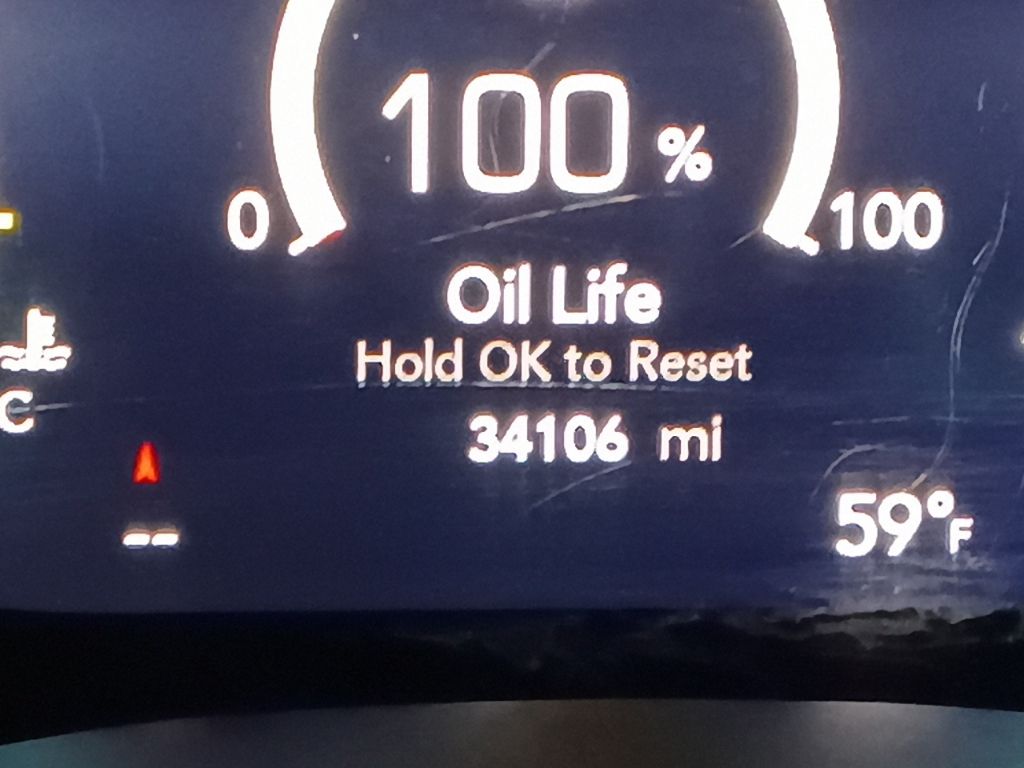 100 %
0 100
Oil Life
Hold OK to Reset
34106 mi
C
--
59°F